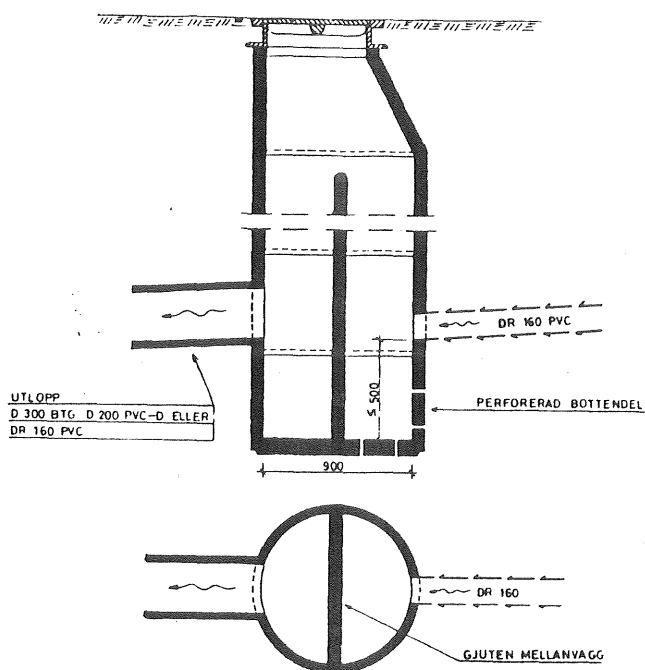 DR 160 PVC
UTLOPP
D 300 BTG D 200 PVC-D ELLER
DR 160 PVC
≤ 500
PERFORERAD BOTTENDEL
900
DR 160
GJUTEN MELLANVAGG